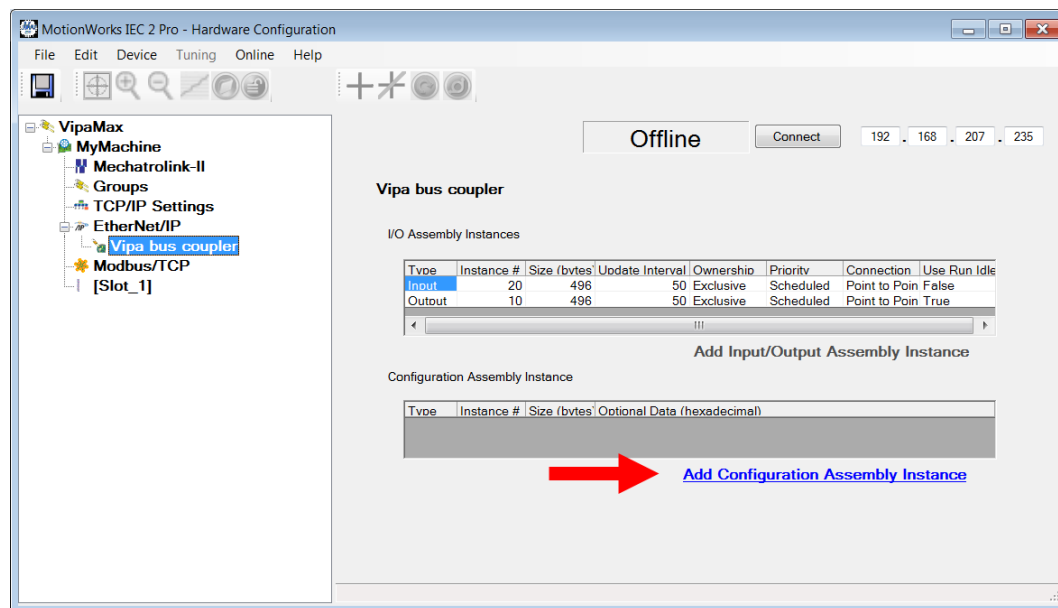 MotionWorks IEC 2 Pro - Hardware Configuration
File Edit Device Tuning Online Help
VipaMax
MyMachine
Mechatrolink-II
Groups
TCP/IP Settings
EtherNet/IP
Vipa bus coupler
Modbus/TCP
[Slot_1]
Offline Connect 192 . 168 . 207 . 235
Vipa bus coupler
I/O Assembly Instances
Type Instance # Size (bytes) Update Interval Ownership Priority Connection Use Run Idle
Input 20 496 50 Exclusive Scheduled Point to Poin False
Output 10 496 50 Exclusive Scheduled Point to Poin True
Add Input/Output Assembly Instance
Configuration Assembly Instance
Type Instance # Size (bytes) Optional Data (hexadecimal)
Add Configuration Assembly Instance